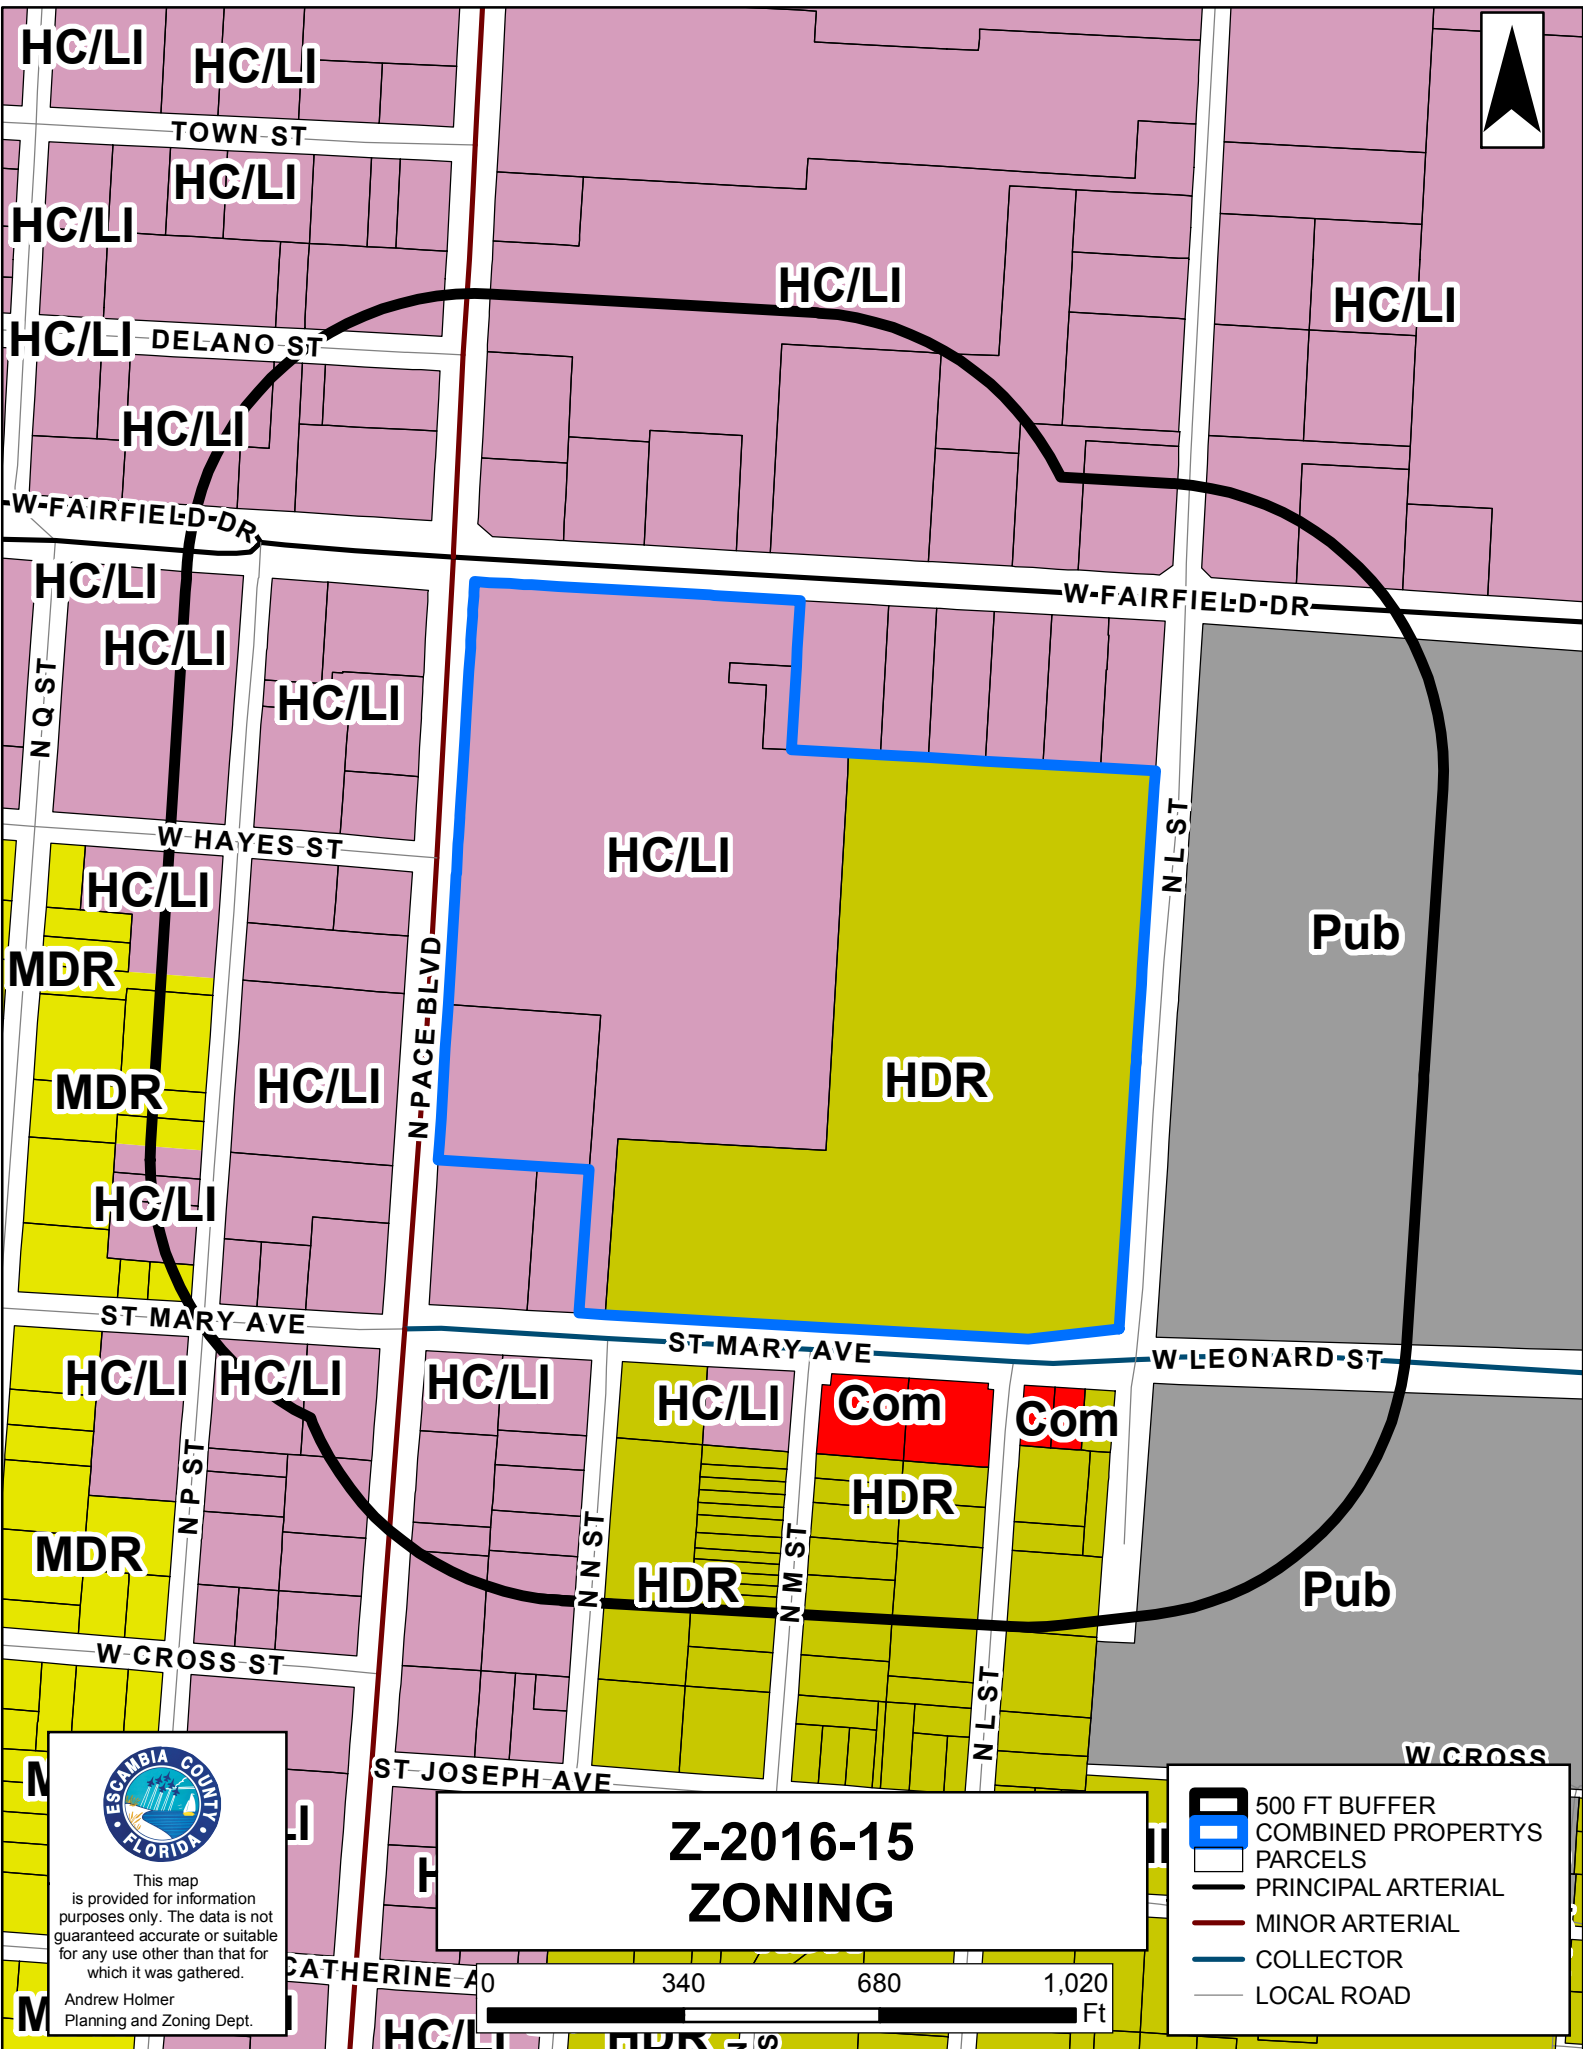 HC/LI
HC/LI
TOWN ST
HC/LI
HC/LI
HC/LI
HC/LI
HC/LI
DELANO ST
HC/LI
W FAIRFIELD DR
HC/LI
W FAIRFIELD DR
HC/LI
HC/LI
N Q ST
W HAYES ST
HC/LI
N L ST
HC/LI
Pub
MDR
N PACE BLVD
MDR
HC/LI
HDR
HC/LI
ST MARY AVE
ST MARY AVE
W LEONARD ST
HC/LI
HC/LI
HC/LI
HC/LI
Com
Com
N P ST
HDR
MDR
N N ST
N M ST
HDR
Pub
W CROSS ST
N L ST
W CROSS
ST JOSEPH AVE
ESCAMBIA COUNTY
FLORIDA
This map
is provided for information
purposes only. The data is not
guaranteed accurate or suitable
for any use other than that for
which it was gathered.
Andrew Holmer
Planning and Zoning Dept.
Z-2016-15
ZONING
500 FT BUFFER
COMBINED PROPERTYS
PARCELS
PRINCIPAL ARTERIAL
MINOR ARTERIAL
COLLECTOR
LOCAL ROAD
CATHERINE A
0 340 680 1,020
Ft
HC/LI
HDR